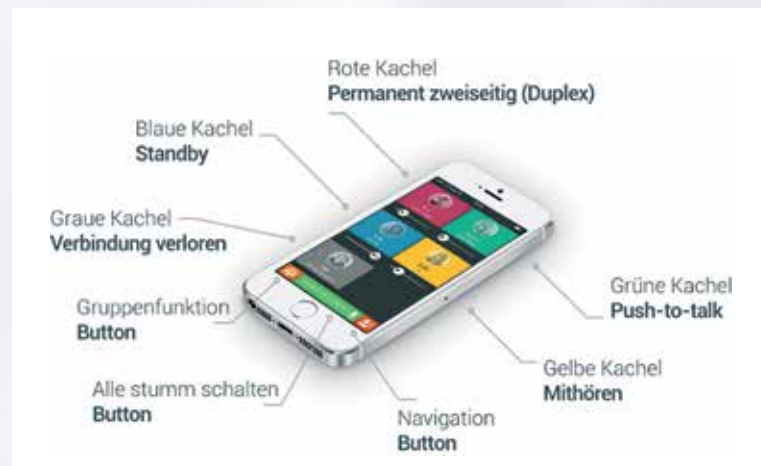 Rote Kachel
Permanent zweiseitig (Duplex)
Blaue Kachel
Standby
Graue Kachel
Verbindung verloren
Gruppenfunktion
Button
Alle stumm schalten
Button
Navigation
Button
Gelbe Kachel
Mithören
Grüne Kachel
Push-to-talk